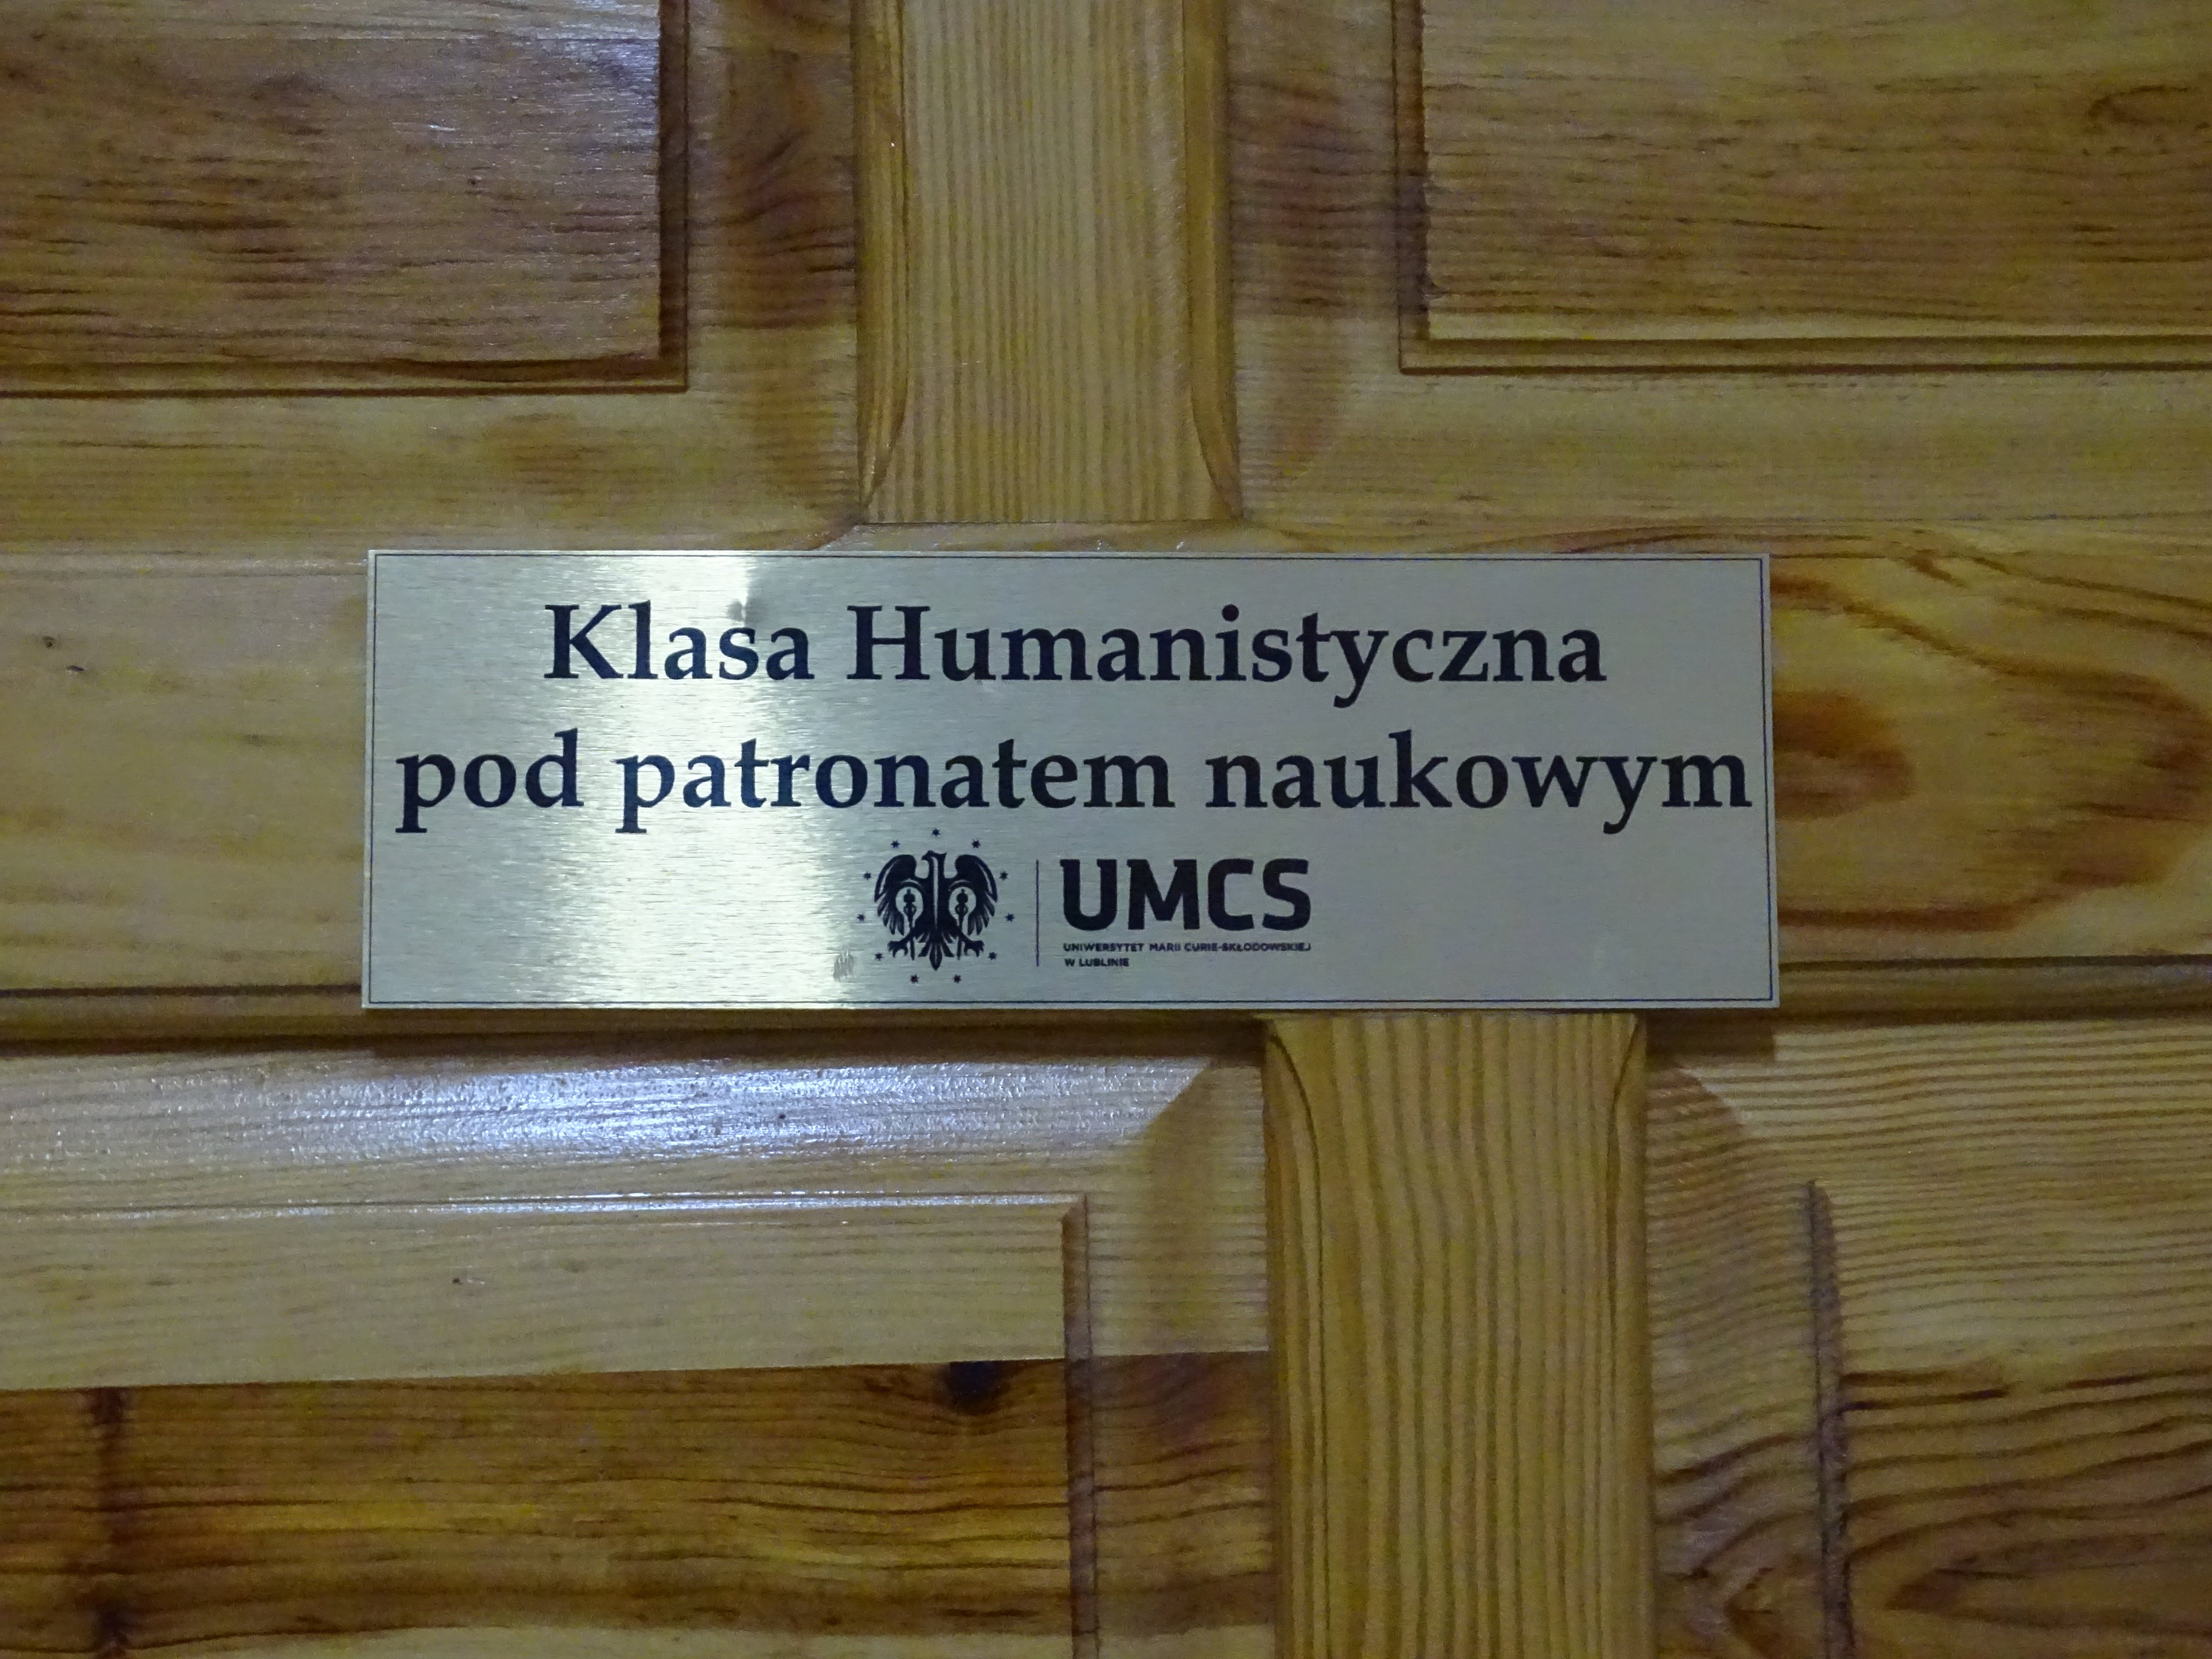 Klasa Humanistyczna
pod patronatem naukowym
UMCS
UNIWERSYTET MARII CURIE-SKŁODOWSKIEJ
W LUBLINIE